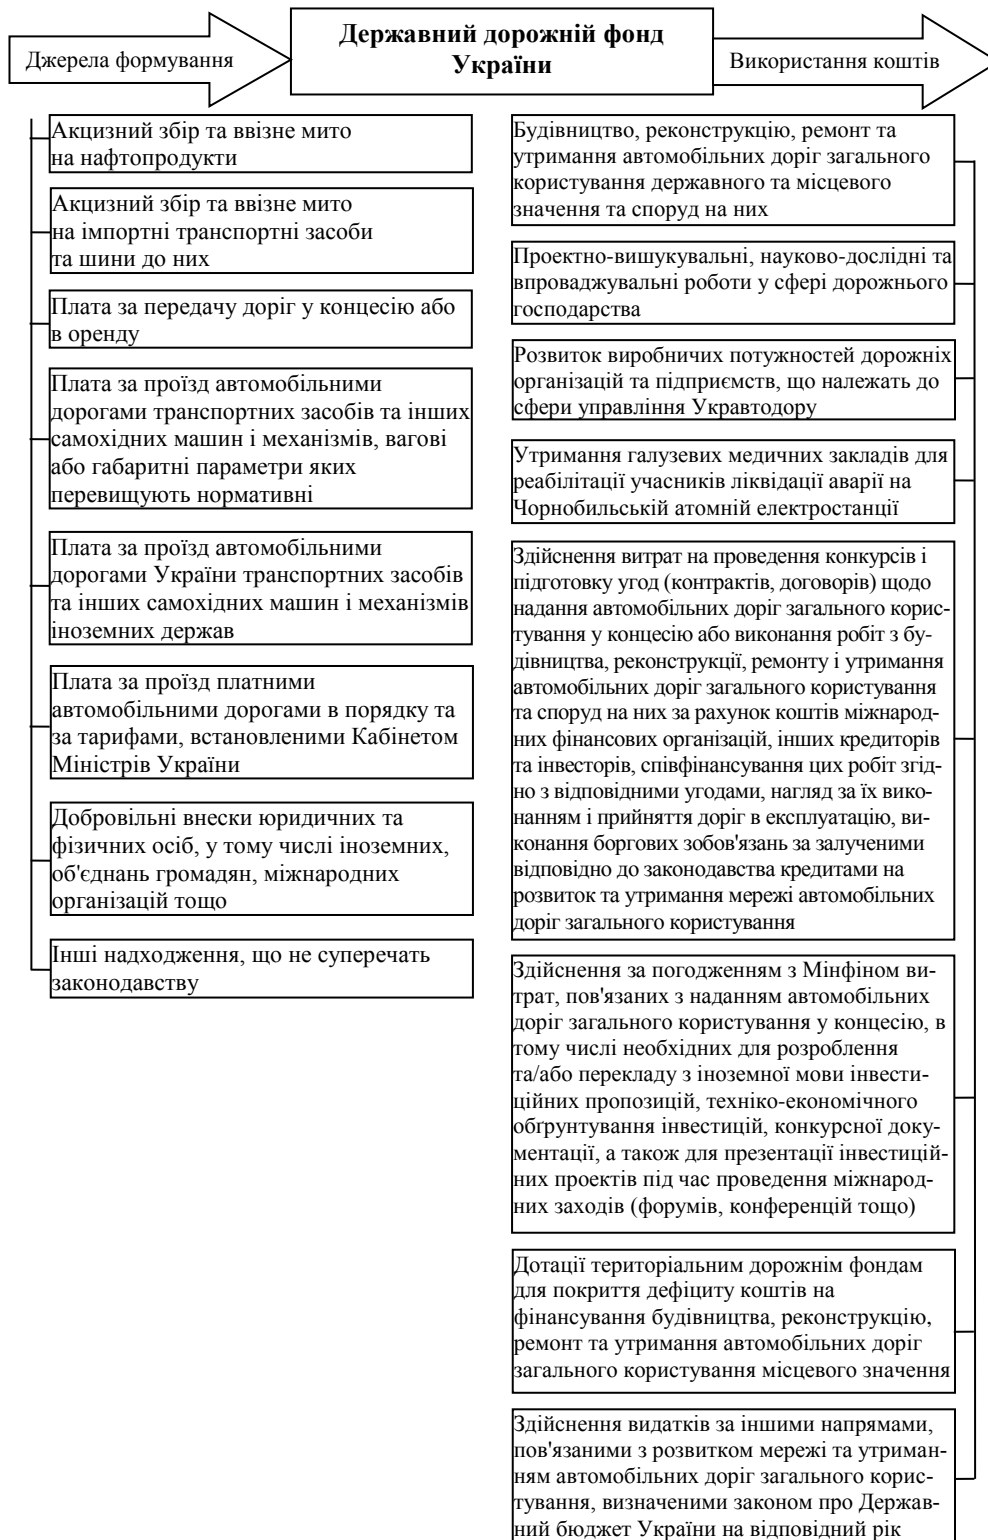 Джерела формування
Державний дорожній фонд
України
Використання коштів
Акцизний збір та ввізне мито
на нафтопродукти
Акцизний збір та ввізне мито
на імпортні транспортні засоби
та шини до них
Плата за передачу доріг у концесію або
в оренду
Плата за проїзд автомобільними
дорогами транспортних засобів та інших
самохідних машин і механізмів, вагові
або габаритні параметри яких
перевищують нормативні
Плата за проїзд автомобільними
дорогами України транспортних засобів
та інших самохідних машин і механізмів
іноземних держав
Плата за проїзд платними
автомобільними дорогами в порядку та
за тарифами, встановленими Кабінетом
Міністрів України
Добровільні внески юридичних та
фізичних осіб, у тому числі іноземних,
об'єднань громадян, міжнародних
організацій тощо
Інші надходження, що не суперечать
законодавству
Будівництво, реконструкцію, ремонт та
утримання автомобільних доріг загального
користування державного та місцевого
значення та споруд на них
Проектно-вишукувальні, науково-дослідні та
впроваджувальні роботи у сфері дорожнього
господарства
Розвиток виробничих потужностей дорожніх
організацій та підприємств, що належать до
сфери управління Укравтодору
Утримання галузевих медичних закладів для
реабілітації учасників ліквідації аварії на
Чорнобильській атомній електростанції
Здійснення витрат на проведення конкурсів і
підготовку угод (контрактів, договорів) щодо
надання автомобільних доріг загального корис-
тування у концесію або виконання робіт з бу-
дівництва, реконструкції, ремонту і утримання
автомобільних доріг загального користування
та споруд на них за рахунок коштів міжнарод-
них фінансових організацій, інших кредиторів
та інвесторів, співфінансування цих робіт згід-
но з відповідними угодами, нагляд за їх вико-
нанням і прийняття доріг в експлуатацію, ви-
конання боргових зобов'язань за залученими
відповідно до законодавства кредитами на
розвиток та утримання мережі автомобільних
доріг загального користування
Здійснення за погодженням з Мінфіном ви-
трат, пов'язаних з наданням автомобільних
доріг загального користування у концесію, в
тому числі необхідних для розроблення
та/або перекладу з іноземної мови інвести-
ційних пропозицій, техніко-економічного
обґрунтування інвестицій, конкурсної доку-
ментації, а також для презентації інвестицій-
них проектів під час проведення міжнарод-
них заходів (форумів, конференцій тощо)
Дотації територіальним дорожнім фондам
для покриття дефіциту коштів на
фінансування будівництва, реконструкцію,
ремонт та утримання автомобільних доріг
загального користування місцевого значення
Здійснення видатків за іншими напрямами,
пов'язаними з розвитком мережі та утриман-
ням автомобільних доріг загального корис-
тування, визначеними законом про Держав-
ний бюджет України на відповідний рік